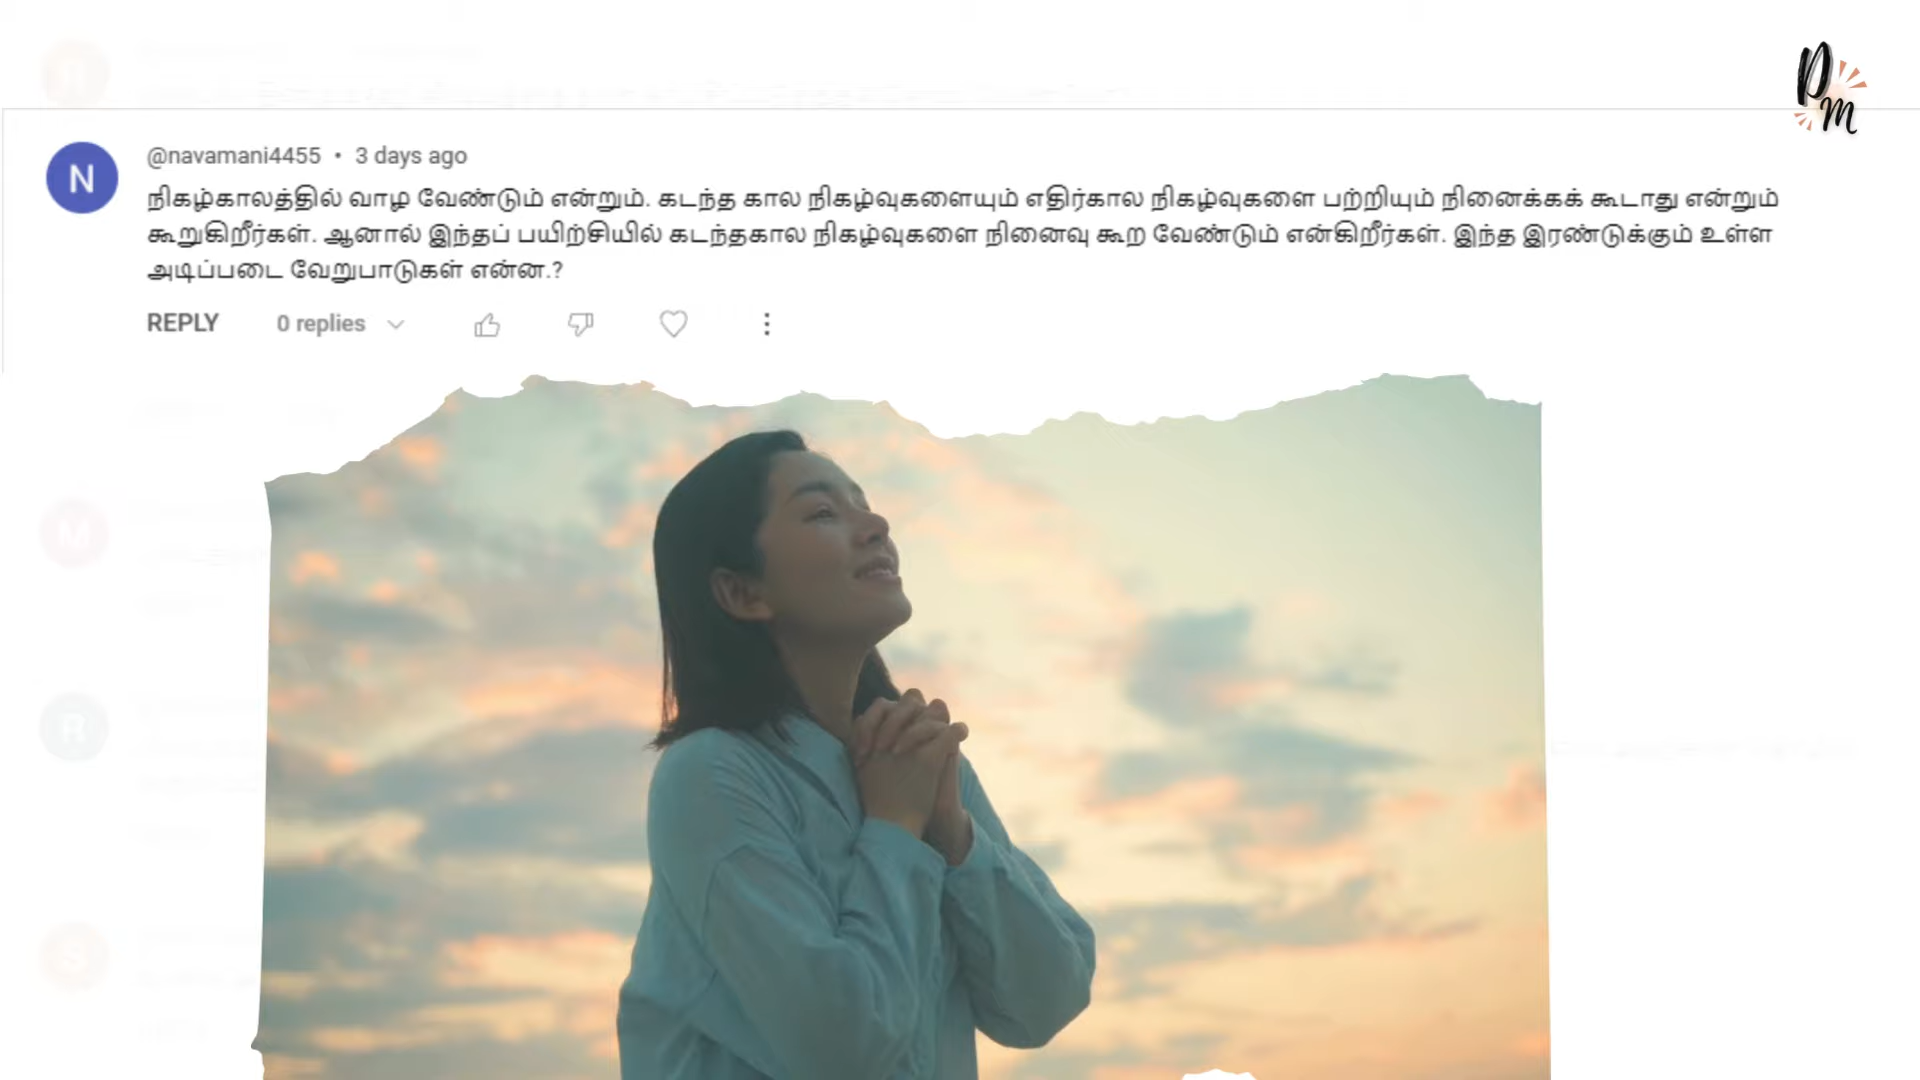 @navamani4455 • 3 days ago
நிகழ்காலத்தில் வாழ வேண்டும் என்றும். கடந்த கால நிகழ்வுகளையும் எதிர்கால நிகழ்வுகளை பற்றியும் நினைக்கக் கூடாது என்றும்
கூறுகிறீர்கள். ஆனால் இந்தப் பயிற்சியில் கடந்தகால நிகழ்வுகளை நினைவு கூற வேண்டும் என்கிறீர்கள். இந்த இரண்டுக்கும் உள்ள
அடிப்படை வேறுபாடுகள் என்ன.?
REPLY 0 replies
N
PM
M
R
S